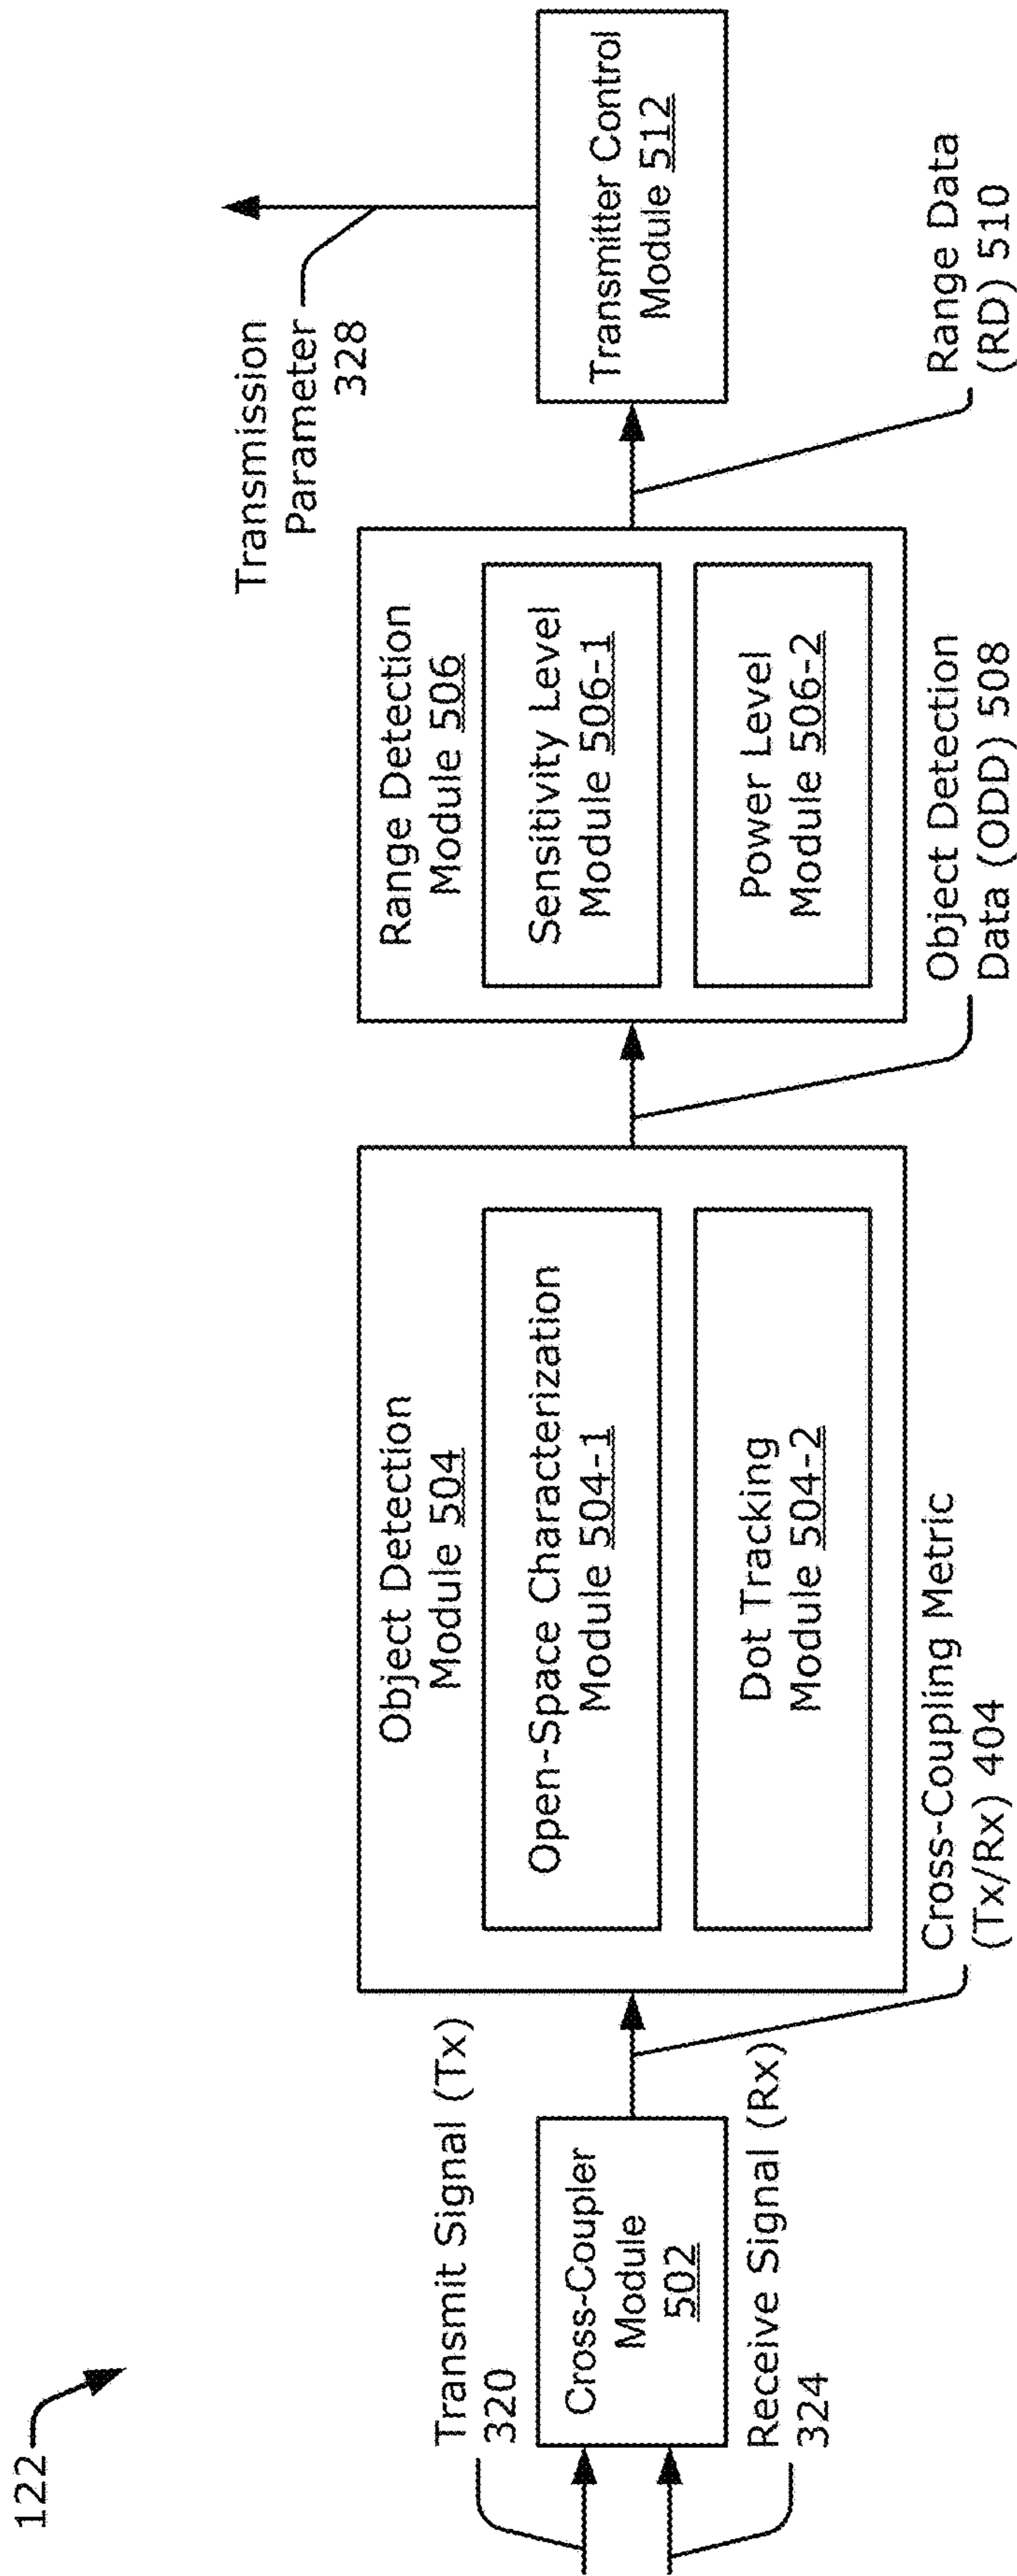 122
Transmit Signal (Tx)
320
Cross-Coupler
Module
502
Receive Signal (Rx)
324
Cross-Coupling Metric
(Tx/Rx) 404
Object Detection
Module 504
Open-Space Characterization
Module 504-1
Dot Tracking
Module 504-2
Object Detection
Data (ODD) 508
Range Detection
Module 506
Sensitivity Level
Module 506-1
Power Level
Module 506-2
Range Data
(RD) 510
Transmitter Control
Module 512
Transmission
Parameter
328